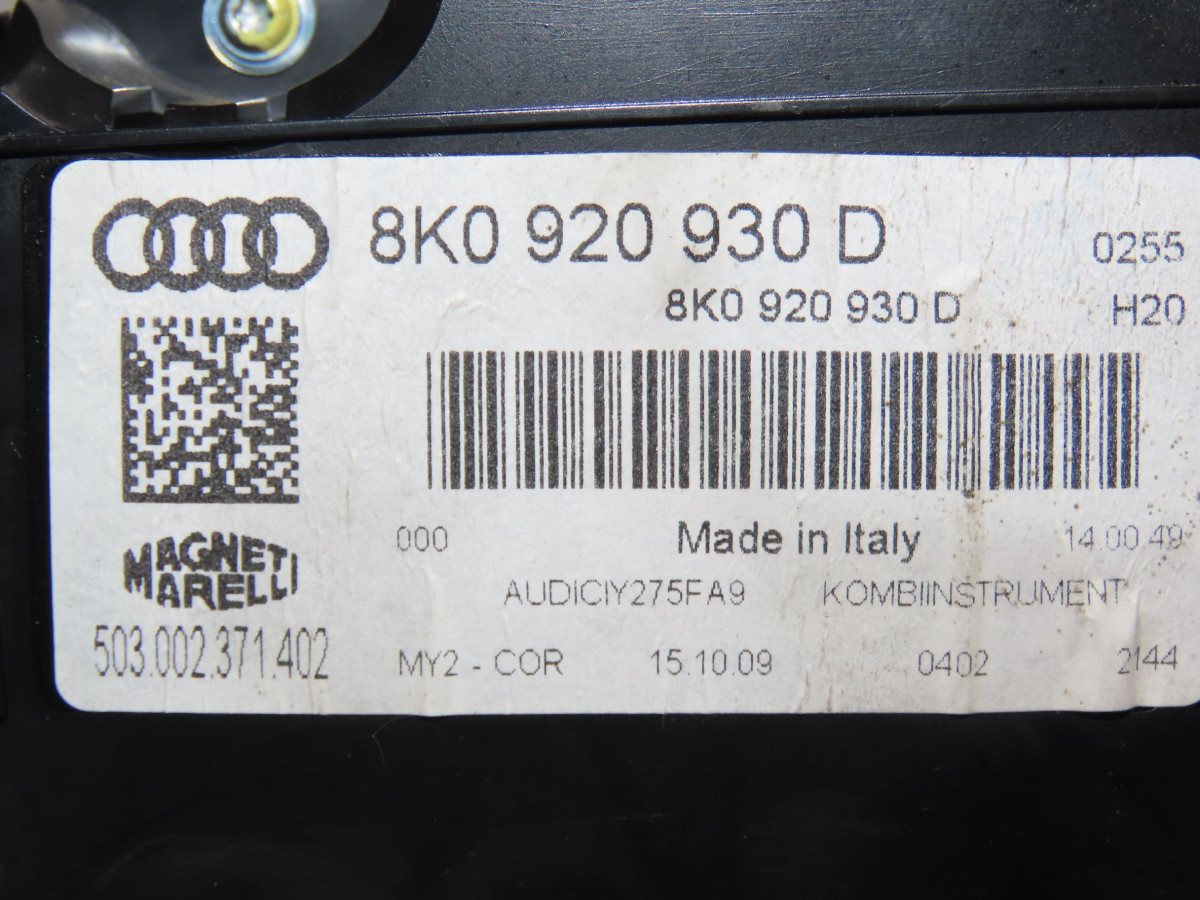 8K0 920 930 D 0255
8K0 920 930 D H20
000 Made in Italy 14.00.49
MAGNETI MARELLI
AUDICIY275FA9 KOMBIINSTRUMENT
503.002.371.402 MY2 - COR 15.10.09 0402 2144